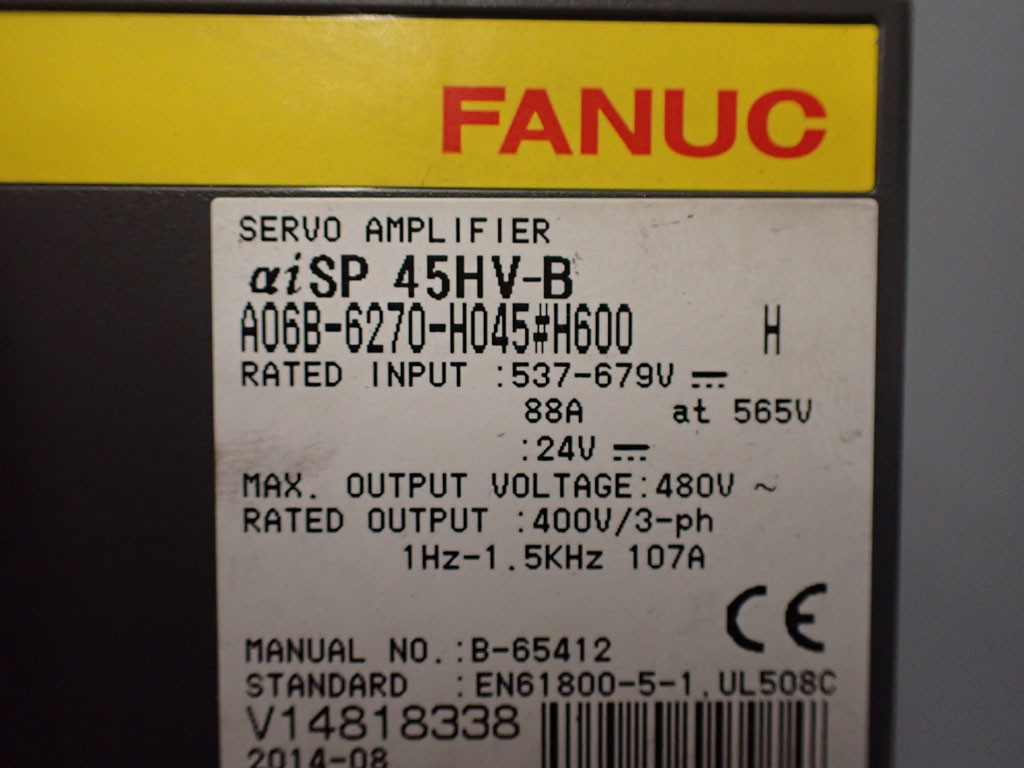 FANUC
SERVO AMPLIFIER
αiSP 45HV-B
A06B-6270-H045#H600 H
RATED INPUT :537-679V ⎓
88A at 565V
:24V ⎓
MAX. OUTPUT VOLTAGE:480V ~
RATED OUTPUT :400V/3-ph
1Hz-1.5KHz 107A
CE
MANUAL NO.:B-65412
STANDARD :EN61800-5-1,UL508C
V14818338
2014-08